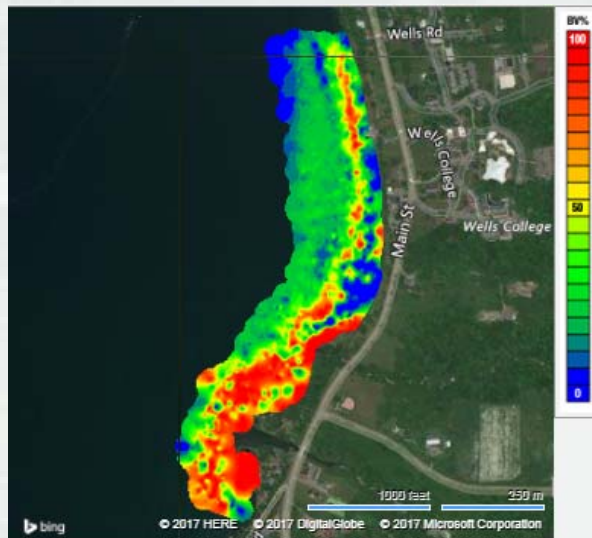 BV%
100
50
0
Wells Rd
Wells College
Wells College
Main St
1000 feet
250 m
bing
© 2017 HERE © 2017 DigitalGlobe © 2017 Microsoft Corporation